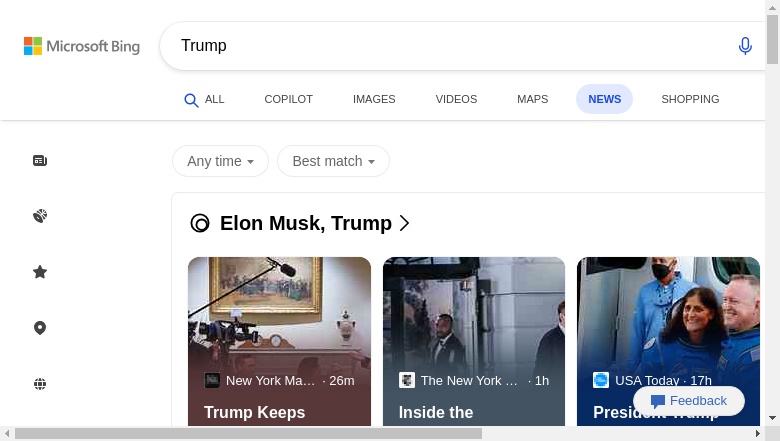 Microsoft Bing
Trump
ALL COPILOT IMAGES VIDEOS MAPS NEWS SHOPPING
Any time Best match
Elon Musk, Trump
New York Ma... · 26m
Trump Keeps
The New York ... · 1h
Inside the
USA Today · 17h
President Trump
Feedback